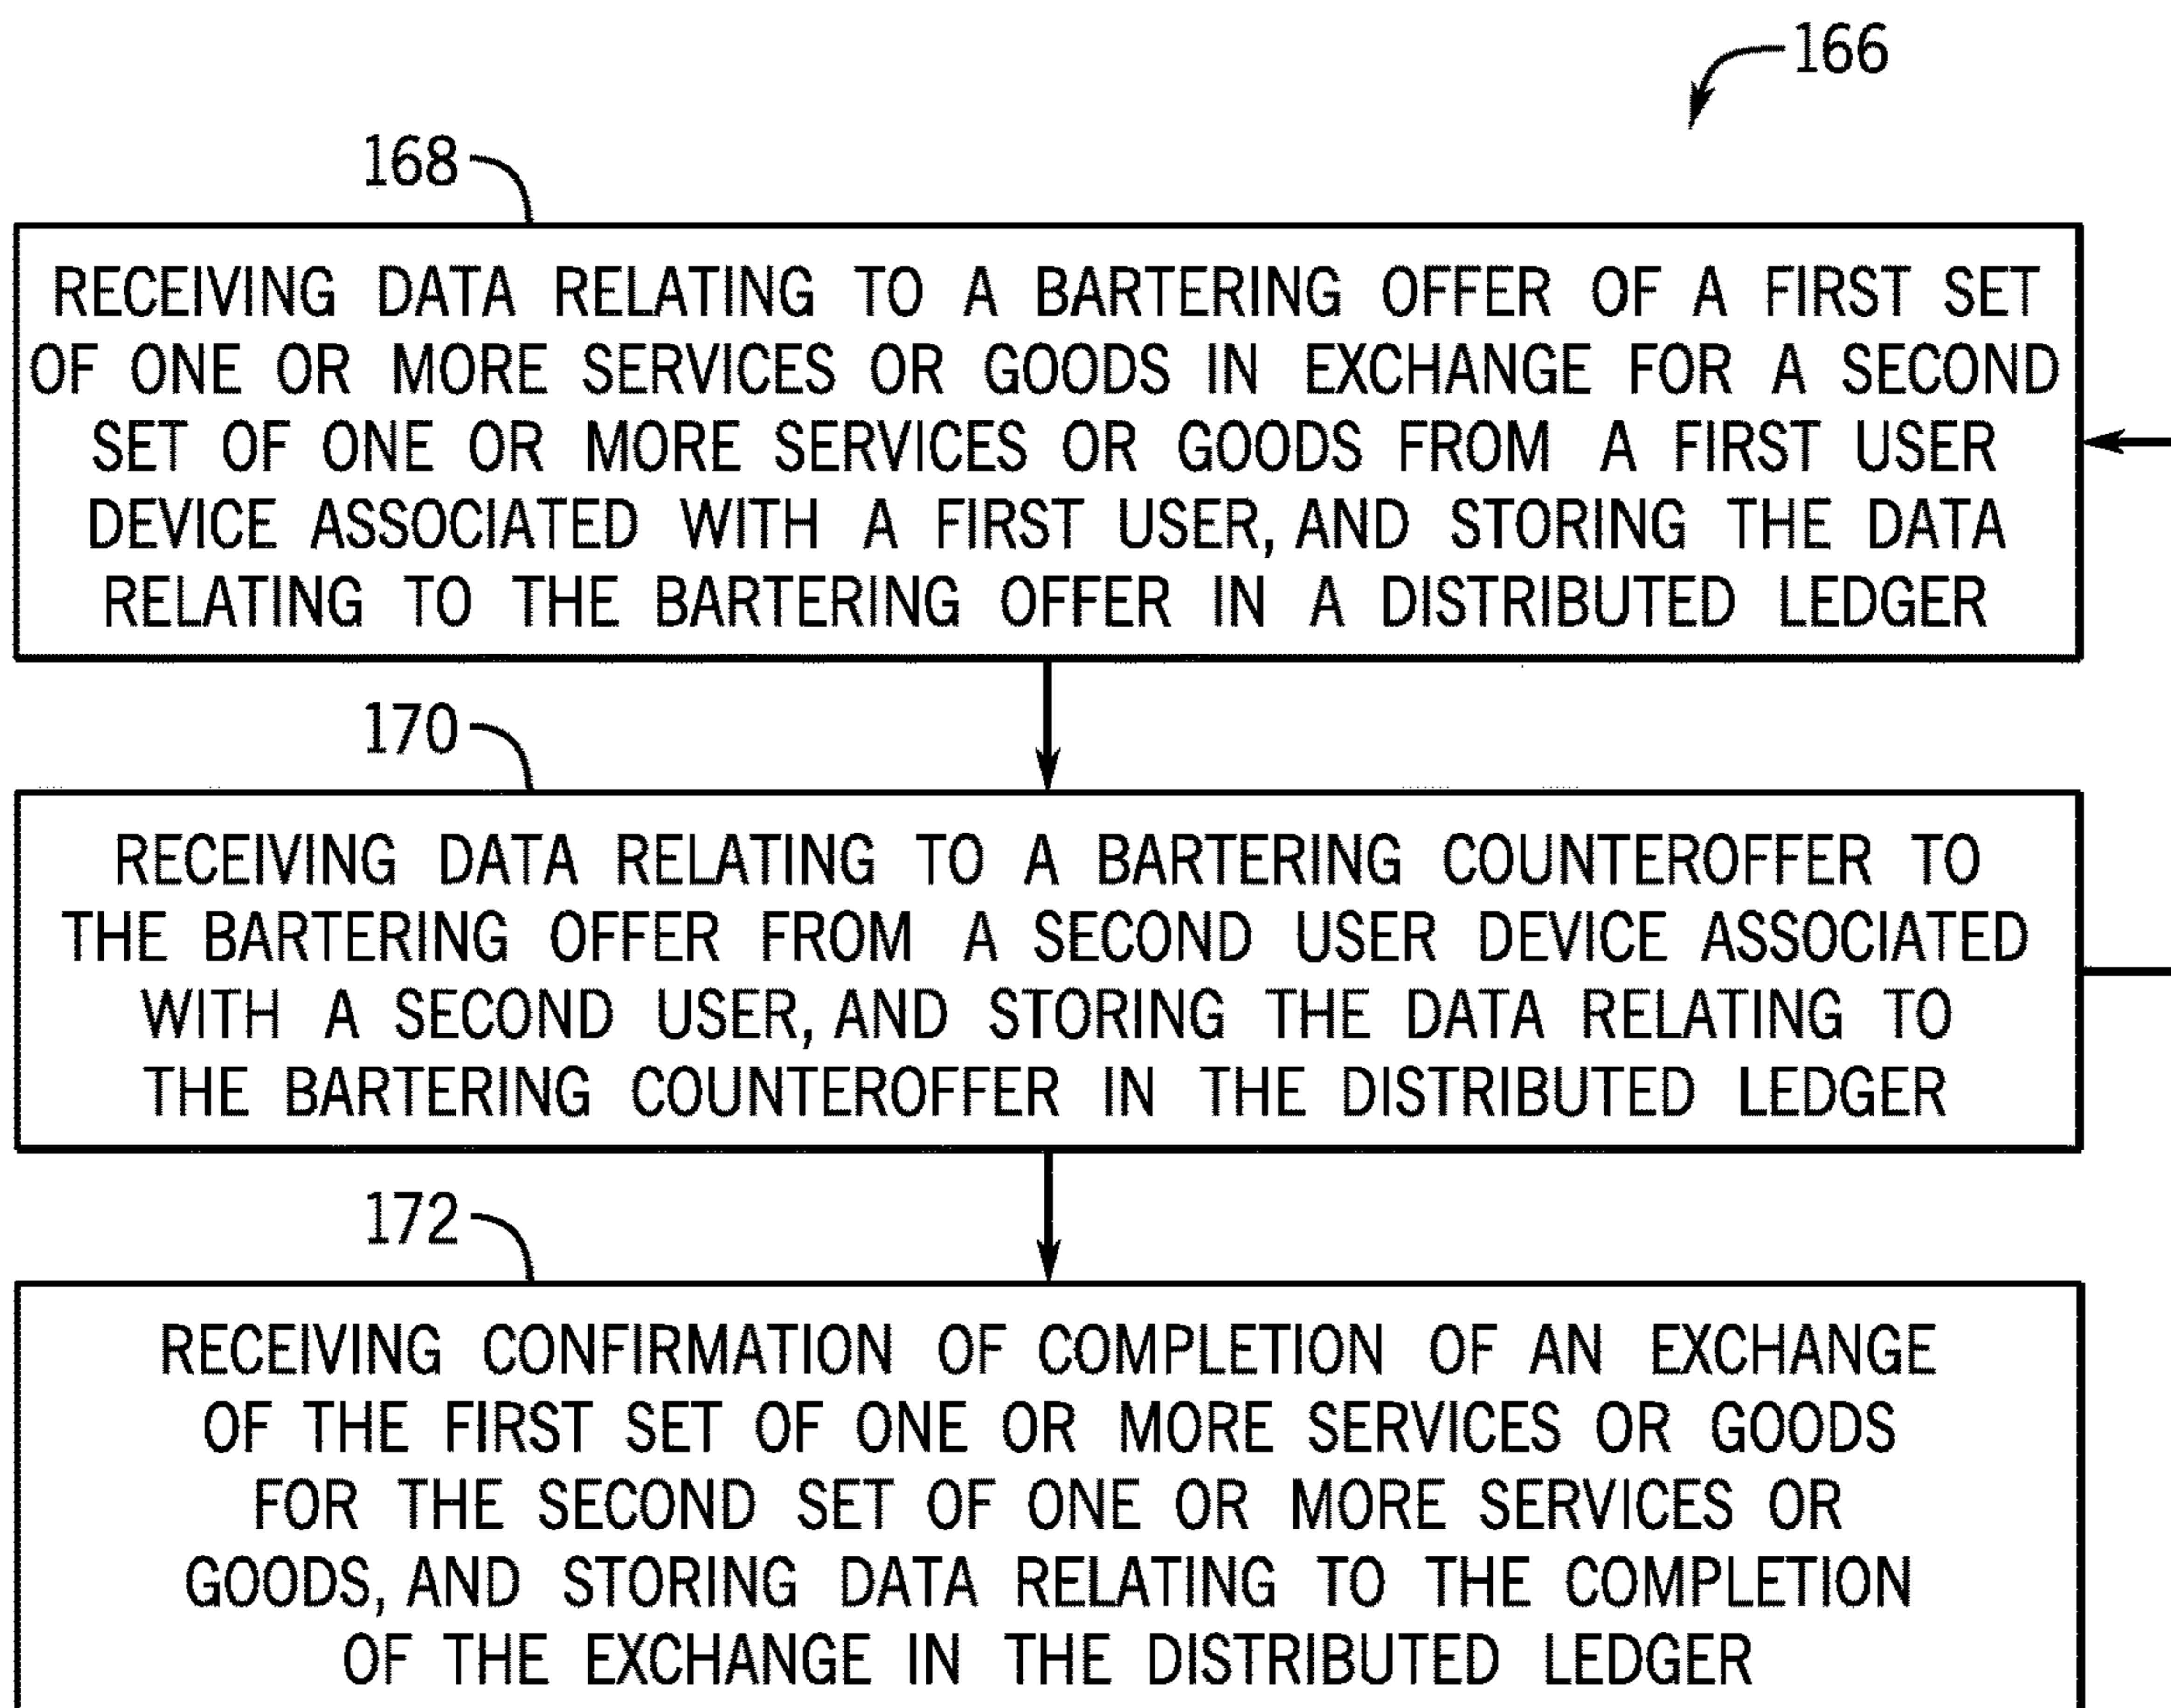 166
168
RECEIVING DATA RELATING TO A BARTERING OFFER OF A FIRST SET
OF ONE OR MORE SERVICES OR GOODS IN EXCHANGE FOR A SECOND
SET OF ONE OR MORE SERVICES OR GOODS FROM A FIRST USER
DEVICE ASSOCIATED WITH A FIRST USER, AND STORING THE DATA
RELATING TO THE BARTERING OFFER IN A DISTRIBUTED LEDGER
170
RECEIVING DATA RELATING TO A BARTERING COUNTEROFFER TO
THE BARTERING OFFER FROM A SECOND USER DEVICE ASSOCIATED
WITH A SECOND USER, AND STORING THE DATA RELATING TO
THE BARTERING COUNTEROFFER IN THE DISTRIBUTED LEDGER
172
RECEIVING CONFIRMATION OF COMPLETION OF AN EXCHANGE
OF THE FIRST SET OF ONE OR MORE SERVICES OR GOODS
FOR THE SECOND SET OF ONE OR MORE SERVICES OR
GOODS, AND STORING DATA RELATING TO THE COMPLETION
OF THE EXCHANGE IN THE DISTRIBUTED LEDGER